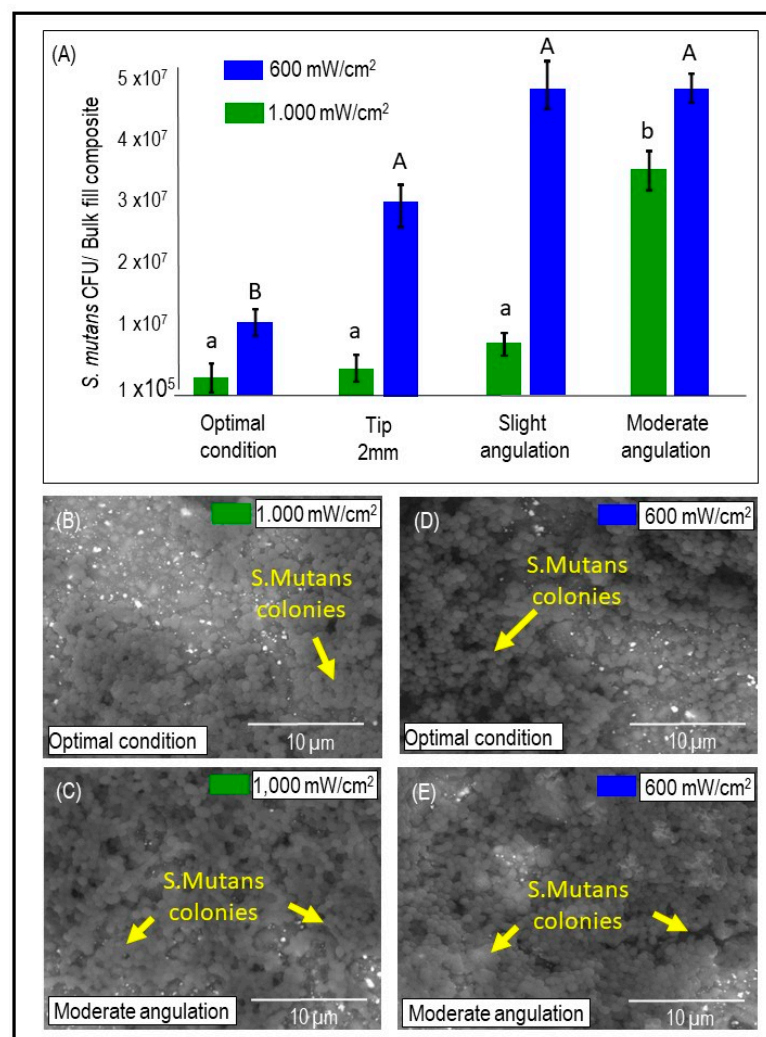 (A)
600 mW/cm²
1.000 mW/cm²
S. mutans CFU/ Bulk fill composite
5 x10⁷
4 x10⁷
3 x10⁷
2 x10⁷
1 x10⁷
1 x10⁵
a
B
a
A
a
A
b
A
Optimal
condition
Tip
2mm
Slight
angulation
Moderate
angulation
(B)
1.000 mW/cm²
S.Mutans
colonies
10 µm
Optimal condition
(D)
600 mW/cm²
S.Mutans
colonies
10 µm
Optimal condition
(C)
1,000 mW/cm²
S.Mutans
colonies
10 µm
Moderate angulation
(E)
600 mW/cm²
S.Mutans
colonies
10 µm
Moderate angulation